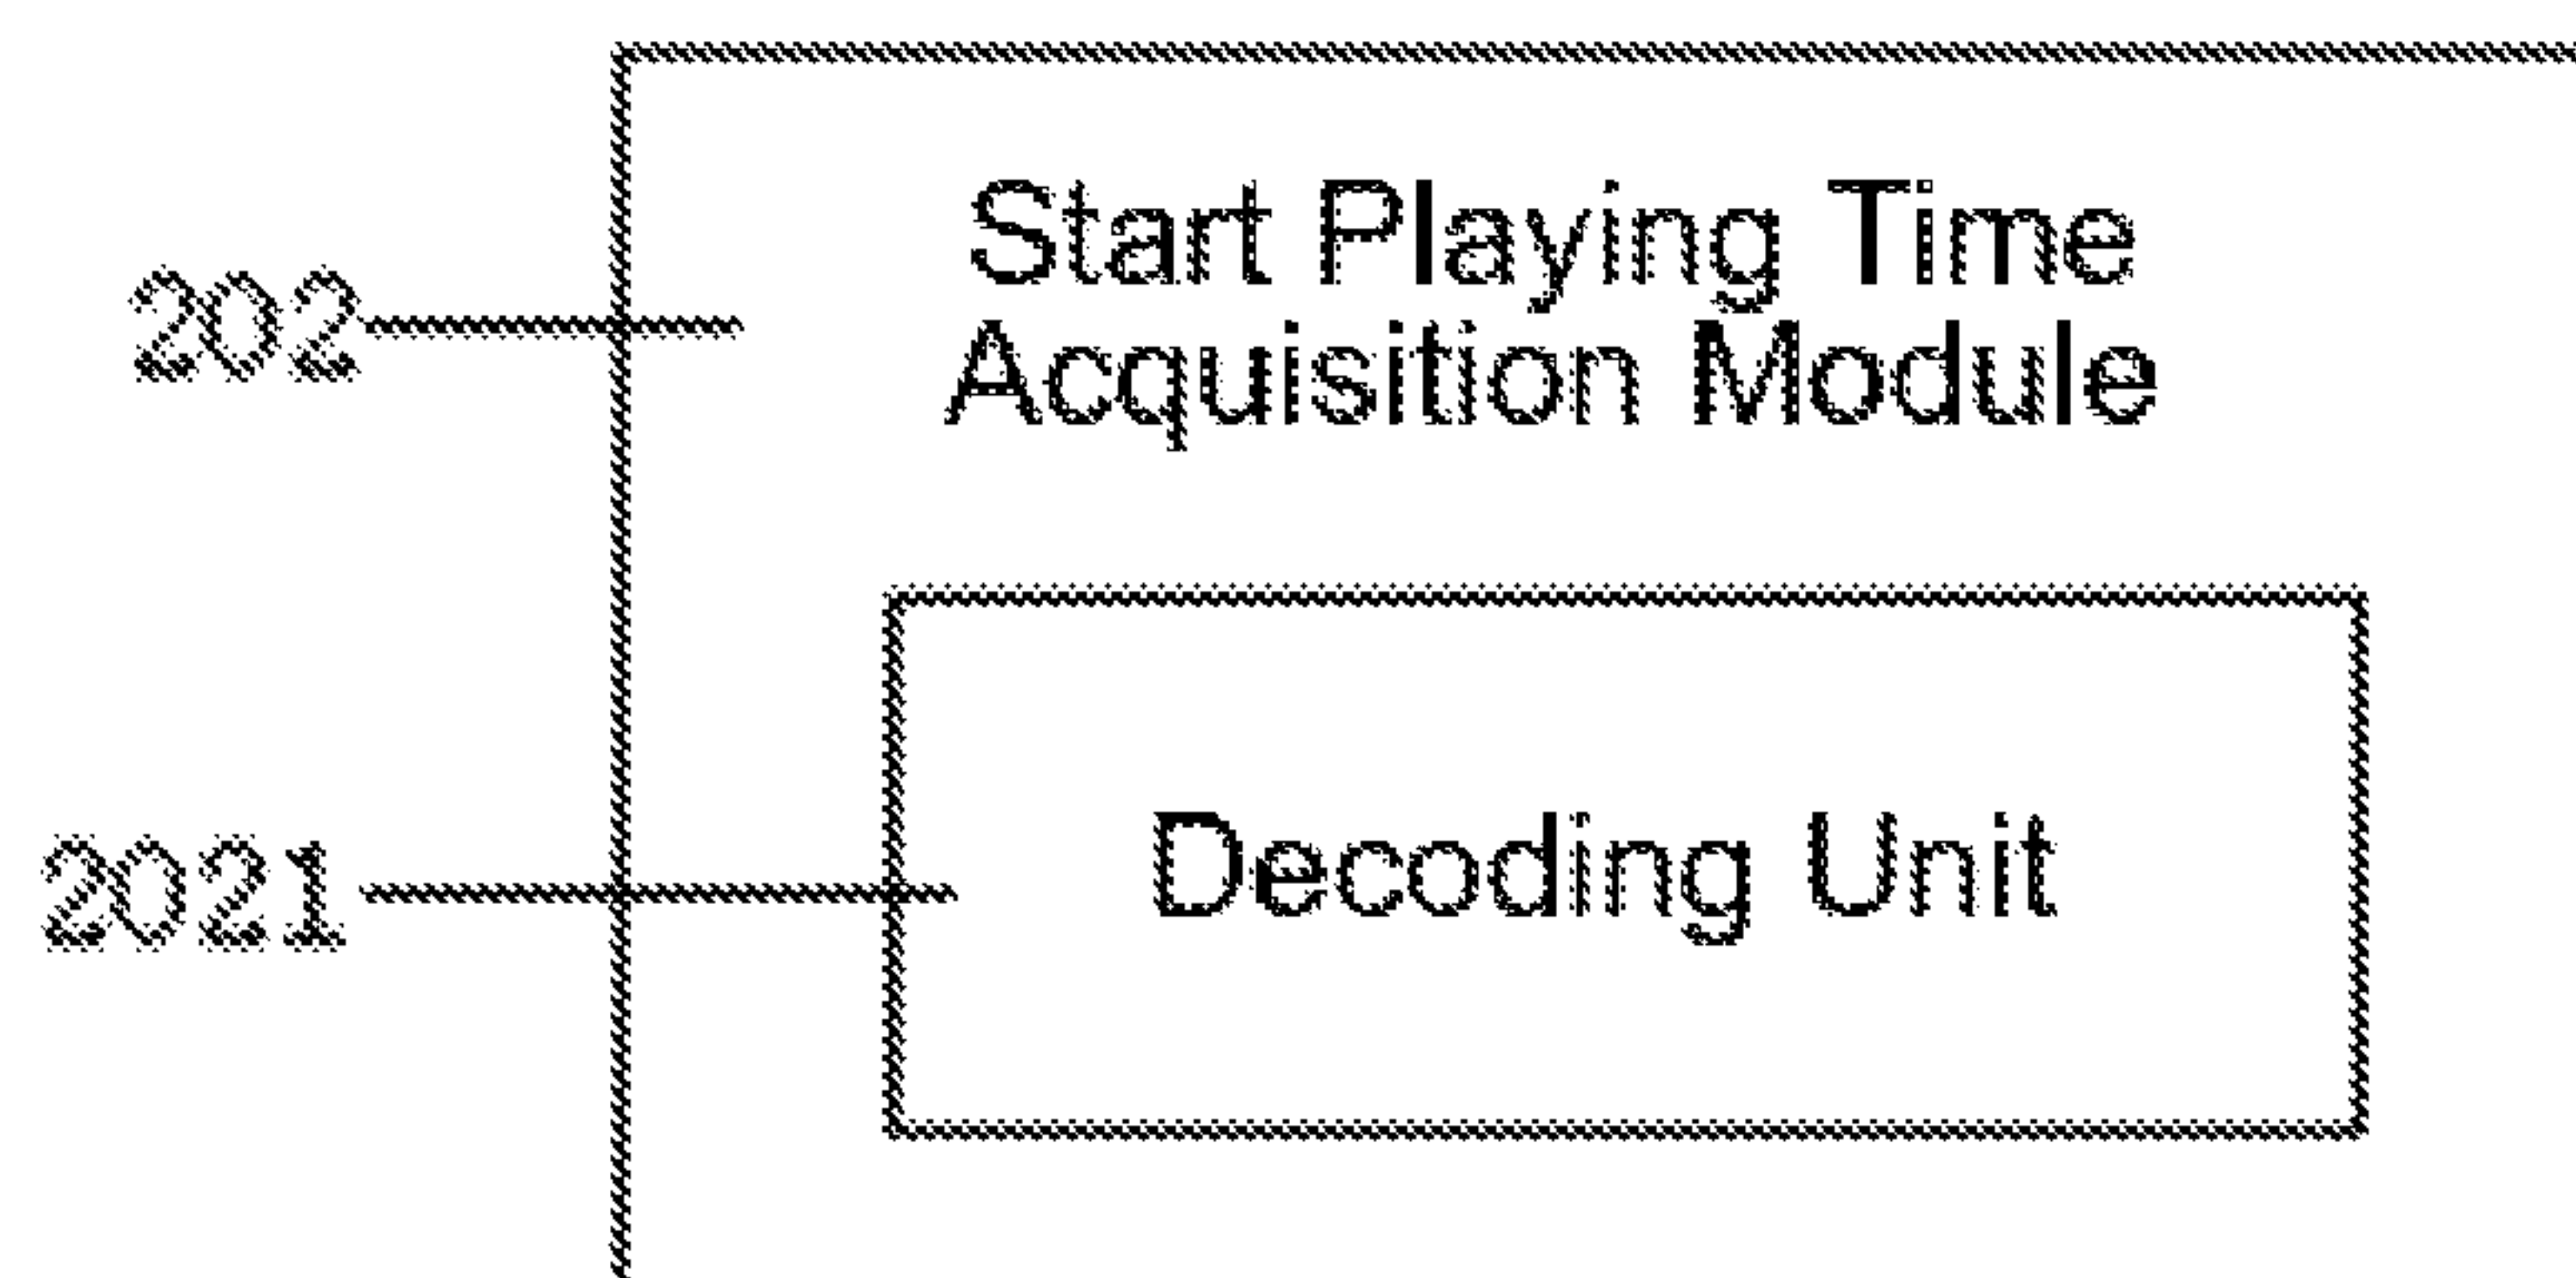 Start Playing Time
202
Acquisition Module
2021
Decoding Unit